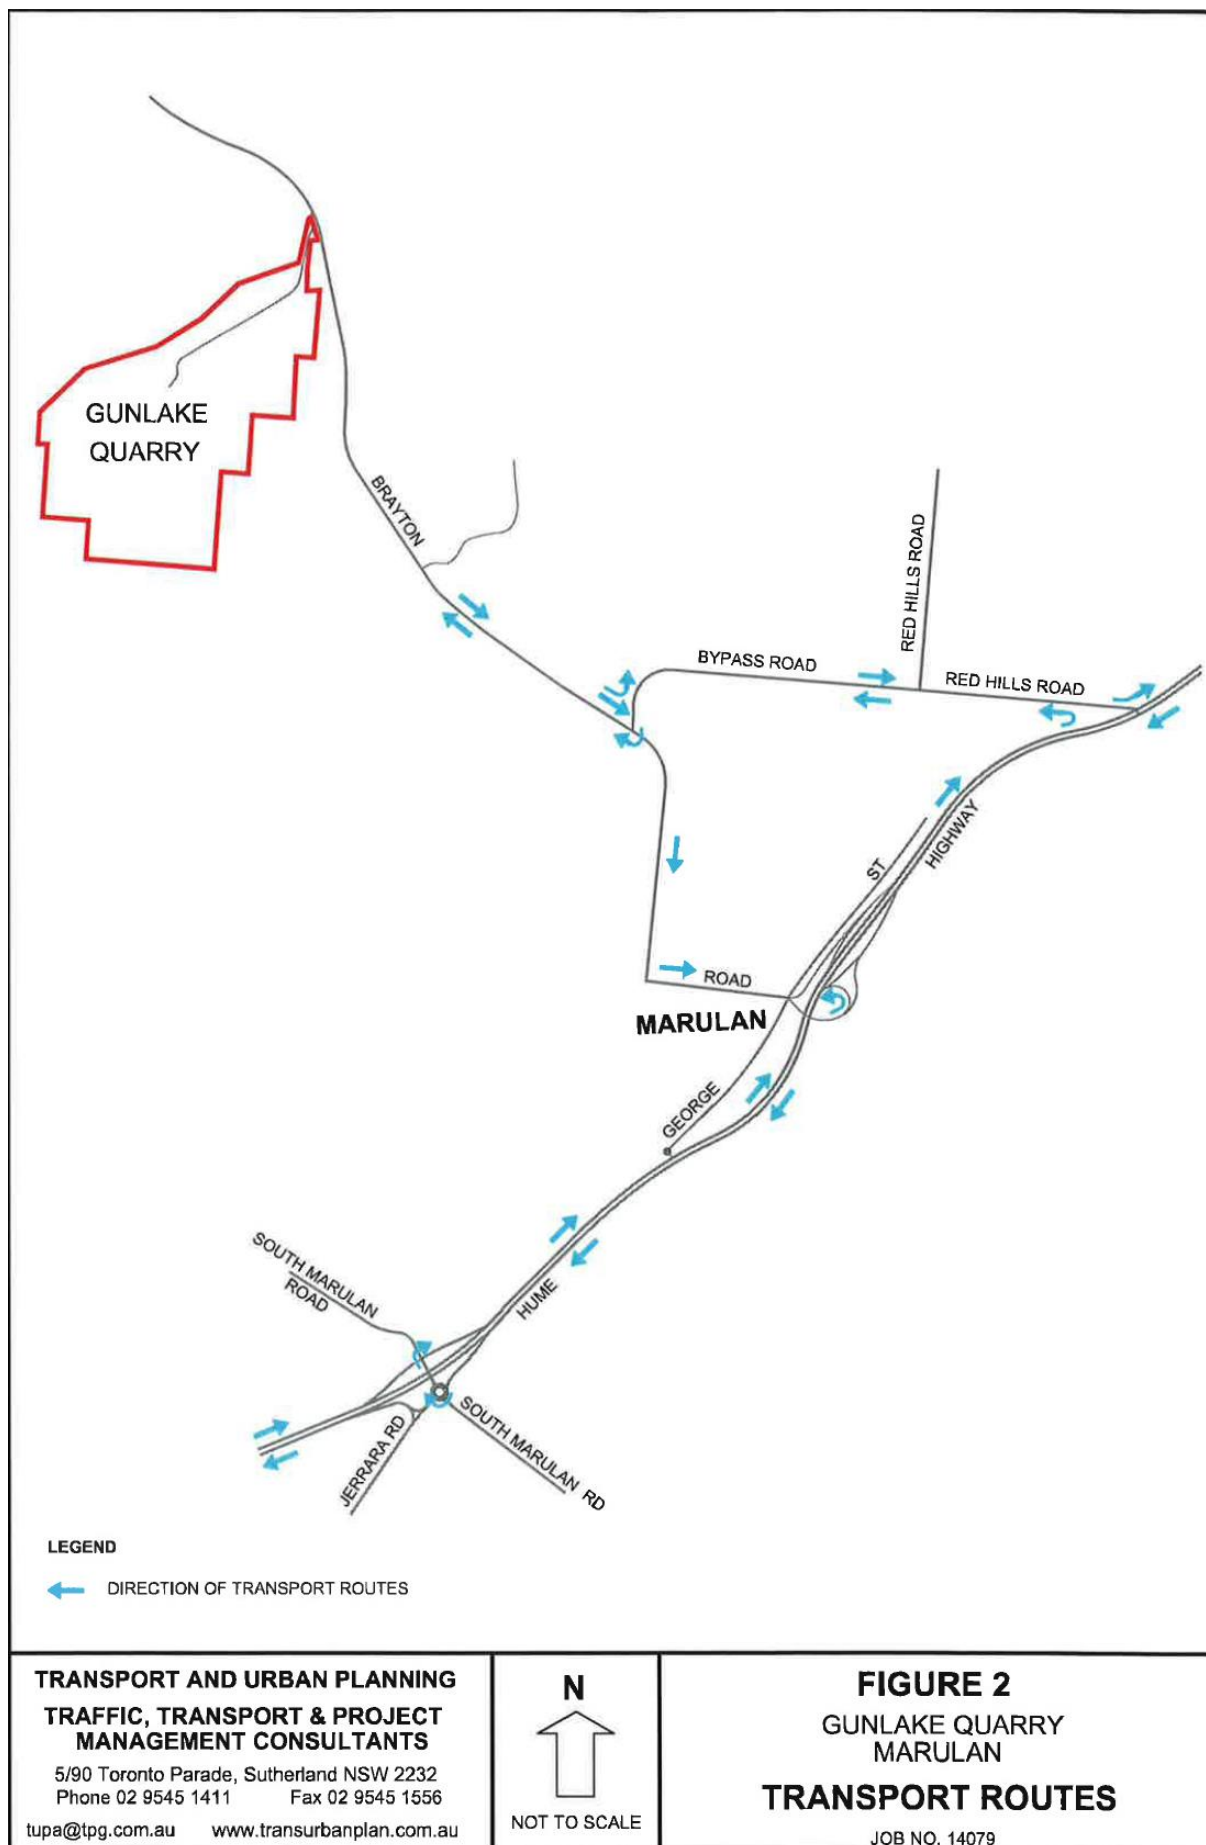 GUNLAKE
QUARRY
BRAYTON
RED HILLS ROAD
BYPASS ROAD
RED HILLS ROAD
HIGHWAY
ST
ROAD
MARULAN
GEORGE
SOUTH MARULAN
ROAD
HUME
JERRARA RD
SOUTH MARULAN RD
LEGEND
DIRECTION OF TRANSPORT ROUTES
TRANSPORT AND URBAN PLANNING
TRAFFIC, TRANSPORT & PROJECT
MANAGEMENT CONSULTANTS
5/90 Toronto Parade, Sutherland NSW 2232
Phone 02 9545 1411 Fax 02 9545 1556
tupa@tpg.com.au www.transurbanplan.com.au
N
NOT TO SCALE
FIGURE 2
GUNLAKE QUARRY
MARULAN
TRANSPORT ROUTES
JOB NO. 14079